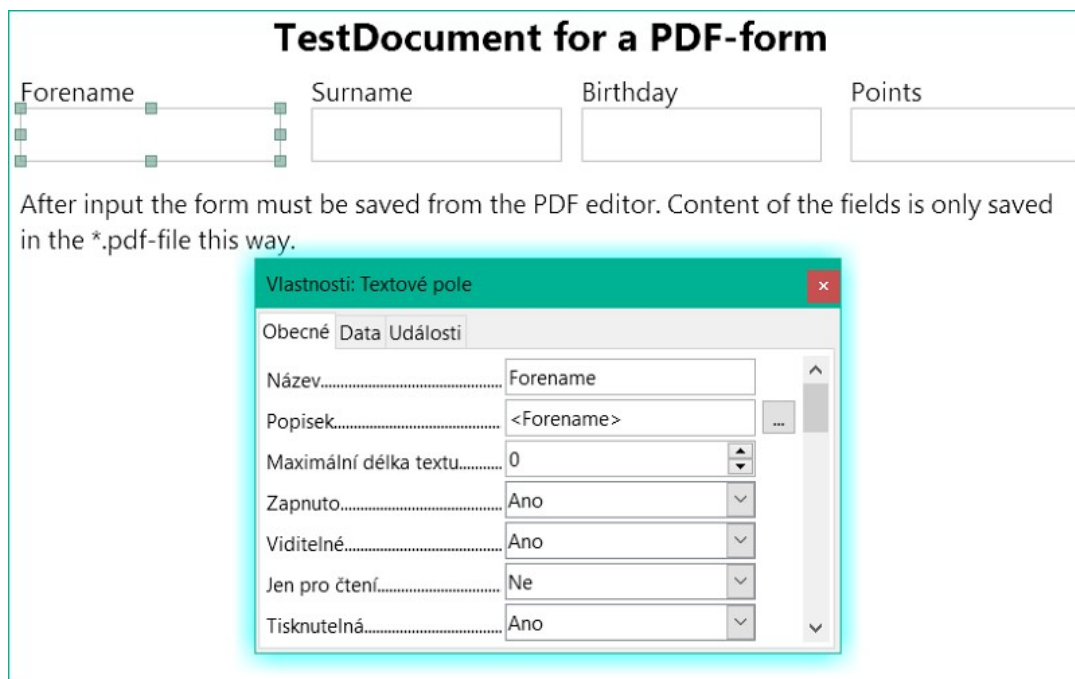 TestDocument for a PDF-form
Forename Surname Birthday Points
After input the form must be saved from the PDF editor. Content of the fields is only saved
in the *.pdf-file this way.
Vlastnosti: Textové pole
Obecné Data Události
Název Forename
Popisek <Forename> ...
Maximální délka textu 0
Zapnuto Ano
Viditelné Ano
Jen pro čtení Ne
Tisknutelná Ano